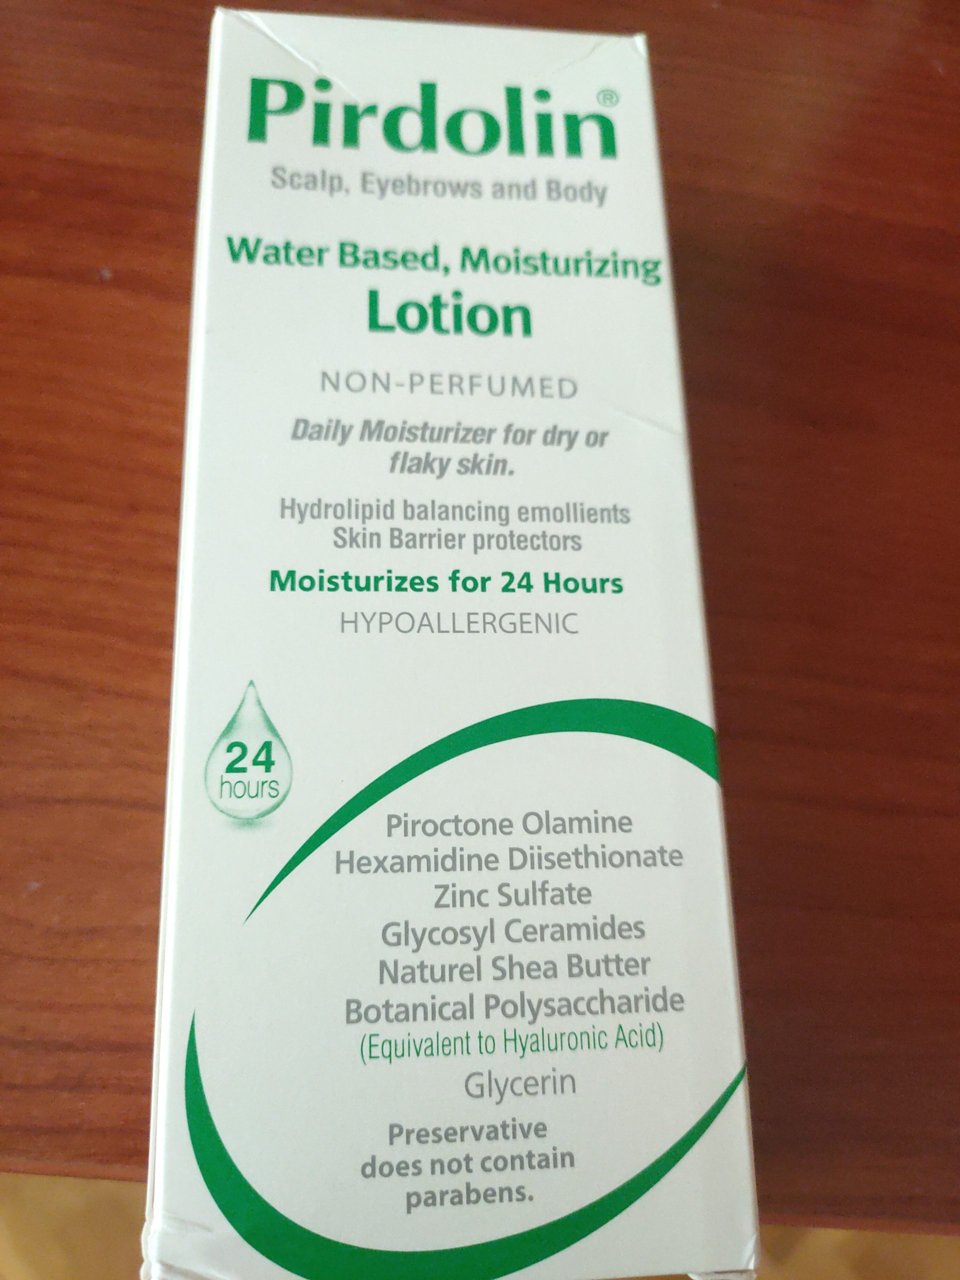 Pirdolin®
Scalp, Eyebrows and Body
Water Based, Moisturizing
Lotion
NON-PERFUMED
Daily Moisturizer for dry or
flaky skin.
Hydrolipid balancing emollients
Skin Barrier protectors
Moisturizes for 24 Hours
HYPOALLERGENIC
24
hours
Piroctone Olamine
Hexamidine Diisethionate
Zinc Sulfate
Glycosyl Ceramides
Naturel Shea Butter
Botanical Polysaccharide
(Equivalent to Hyaluronic Acid)
Glycerin
Preservative
does not contain
parabens.